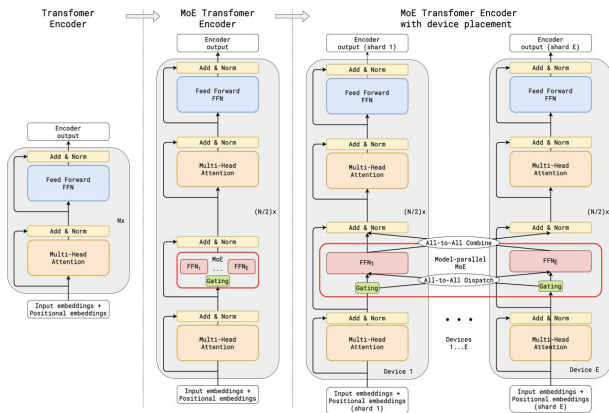 Transfomer
Encoder
Encoder
output
Add & Norm
Feed Forward
FFN
Add & Norm
Multi-Head
Attention
Nx
Input embeddings +
Positional embeddings
MoE Transfomer
Encoder
Encoder
output
Add & Norm
Feed Forward
FFN
Add & Norm
Multi-Head
Attention
(N/2)x
Add & Norm
MoE
FFN1 ... FFNE
Gating
Add & Norm
Multi-Head
Attention
Input embeddings +
Positional embeddings
MoE Transfomer Encoder
with device placement
Encoder
output (shard 1)
Add & Norm
Feed Forward
FFN
Add & Norm
Multi-Head
Attention
(N/2)x
Add & Norm
FFN1
Gating
Add & Norm
Multi-Head
Attention
Device 1
Input embeddings +
Positional embeddings
(shard 1)
All-to-All Combine
Model-parallel
MoE
All-to-All Dispatch
• • •
Devices
1...E
Encoder
output (shard E)
Add & Norm
Feed Forward
FFN
Add & Norm
Multi-Head
Attention
(N/2)x
Add & Norm
FFNE
Gating
Add & Norm
Multi-Head
Attention
Device E
Input embeddings +
Positional embeddings
(shard E)